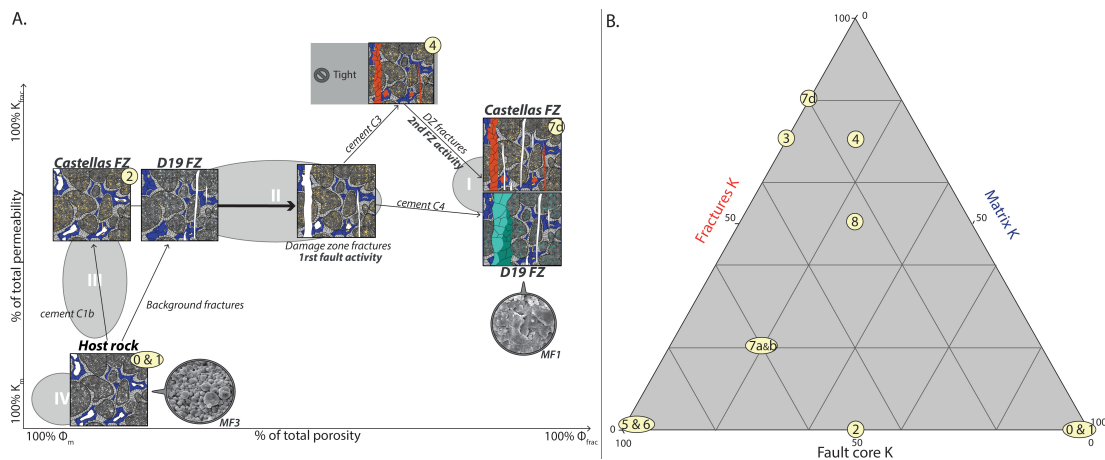 A.
4
Tight
100% K frac
cement C3
DZ fractures
2nd FZ activity
Castellas FZ
7d
Castellas FZ
2
D19 FZ
II
I
cement C4
% of total permeability
Damage zone fractures
1rst fault activity
D19 FZ
III
cement C1b
Background fractures
MF1
Host rock
0 & 1
IV
MF3
100% K m
100% Φm
% of total porosity
100% Φfrac
B.
100
0
7d
3
4
Fractures K
Matrix K
50
50
8
7a&b
5 & 6
2
0 & 1
100
0
100
50
0
Fault core K